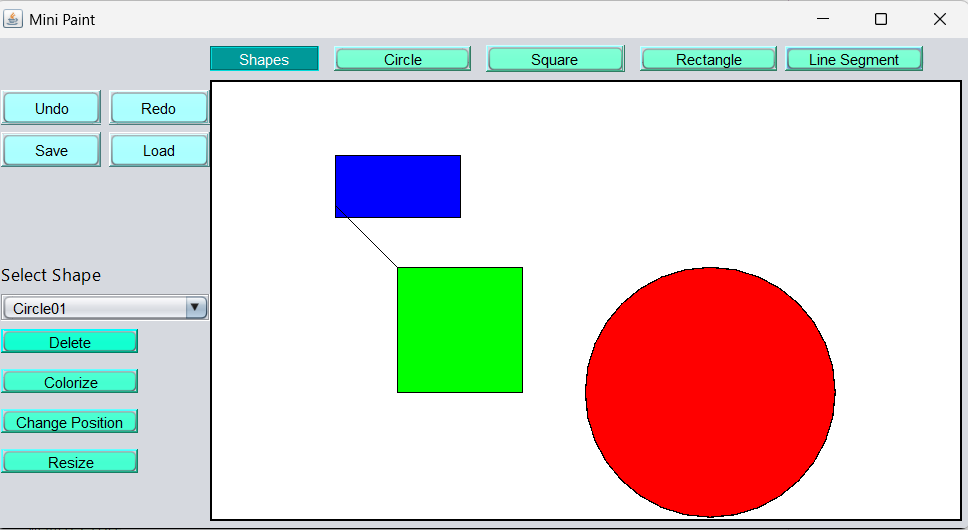 Mini Paint
Shapes Circle Square Rectangle Line Segment
Undo Redo
Save Load
Select Shape
Circle01
Delete
Colorize
Change Position
Resize